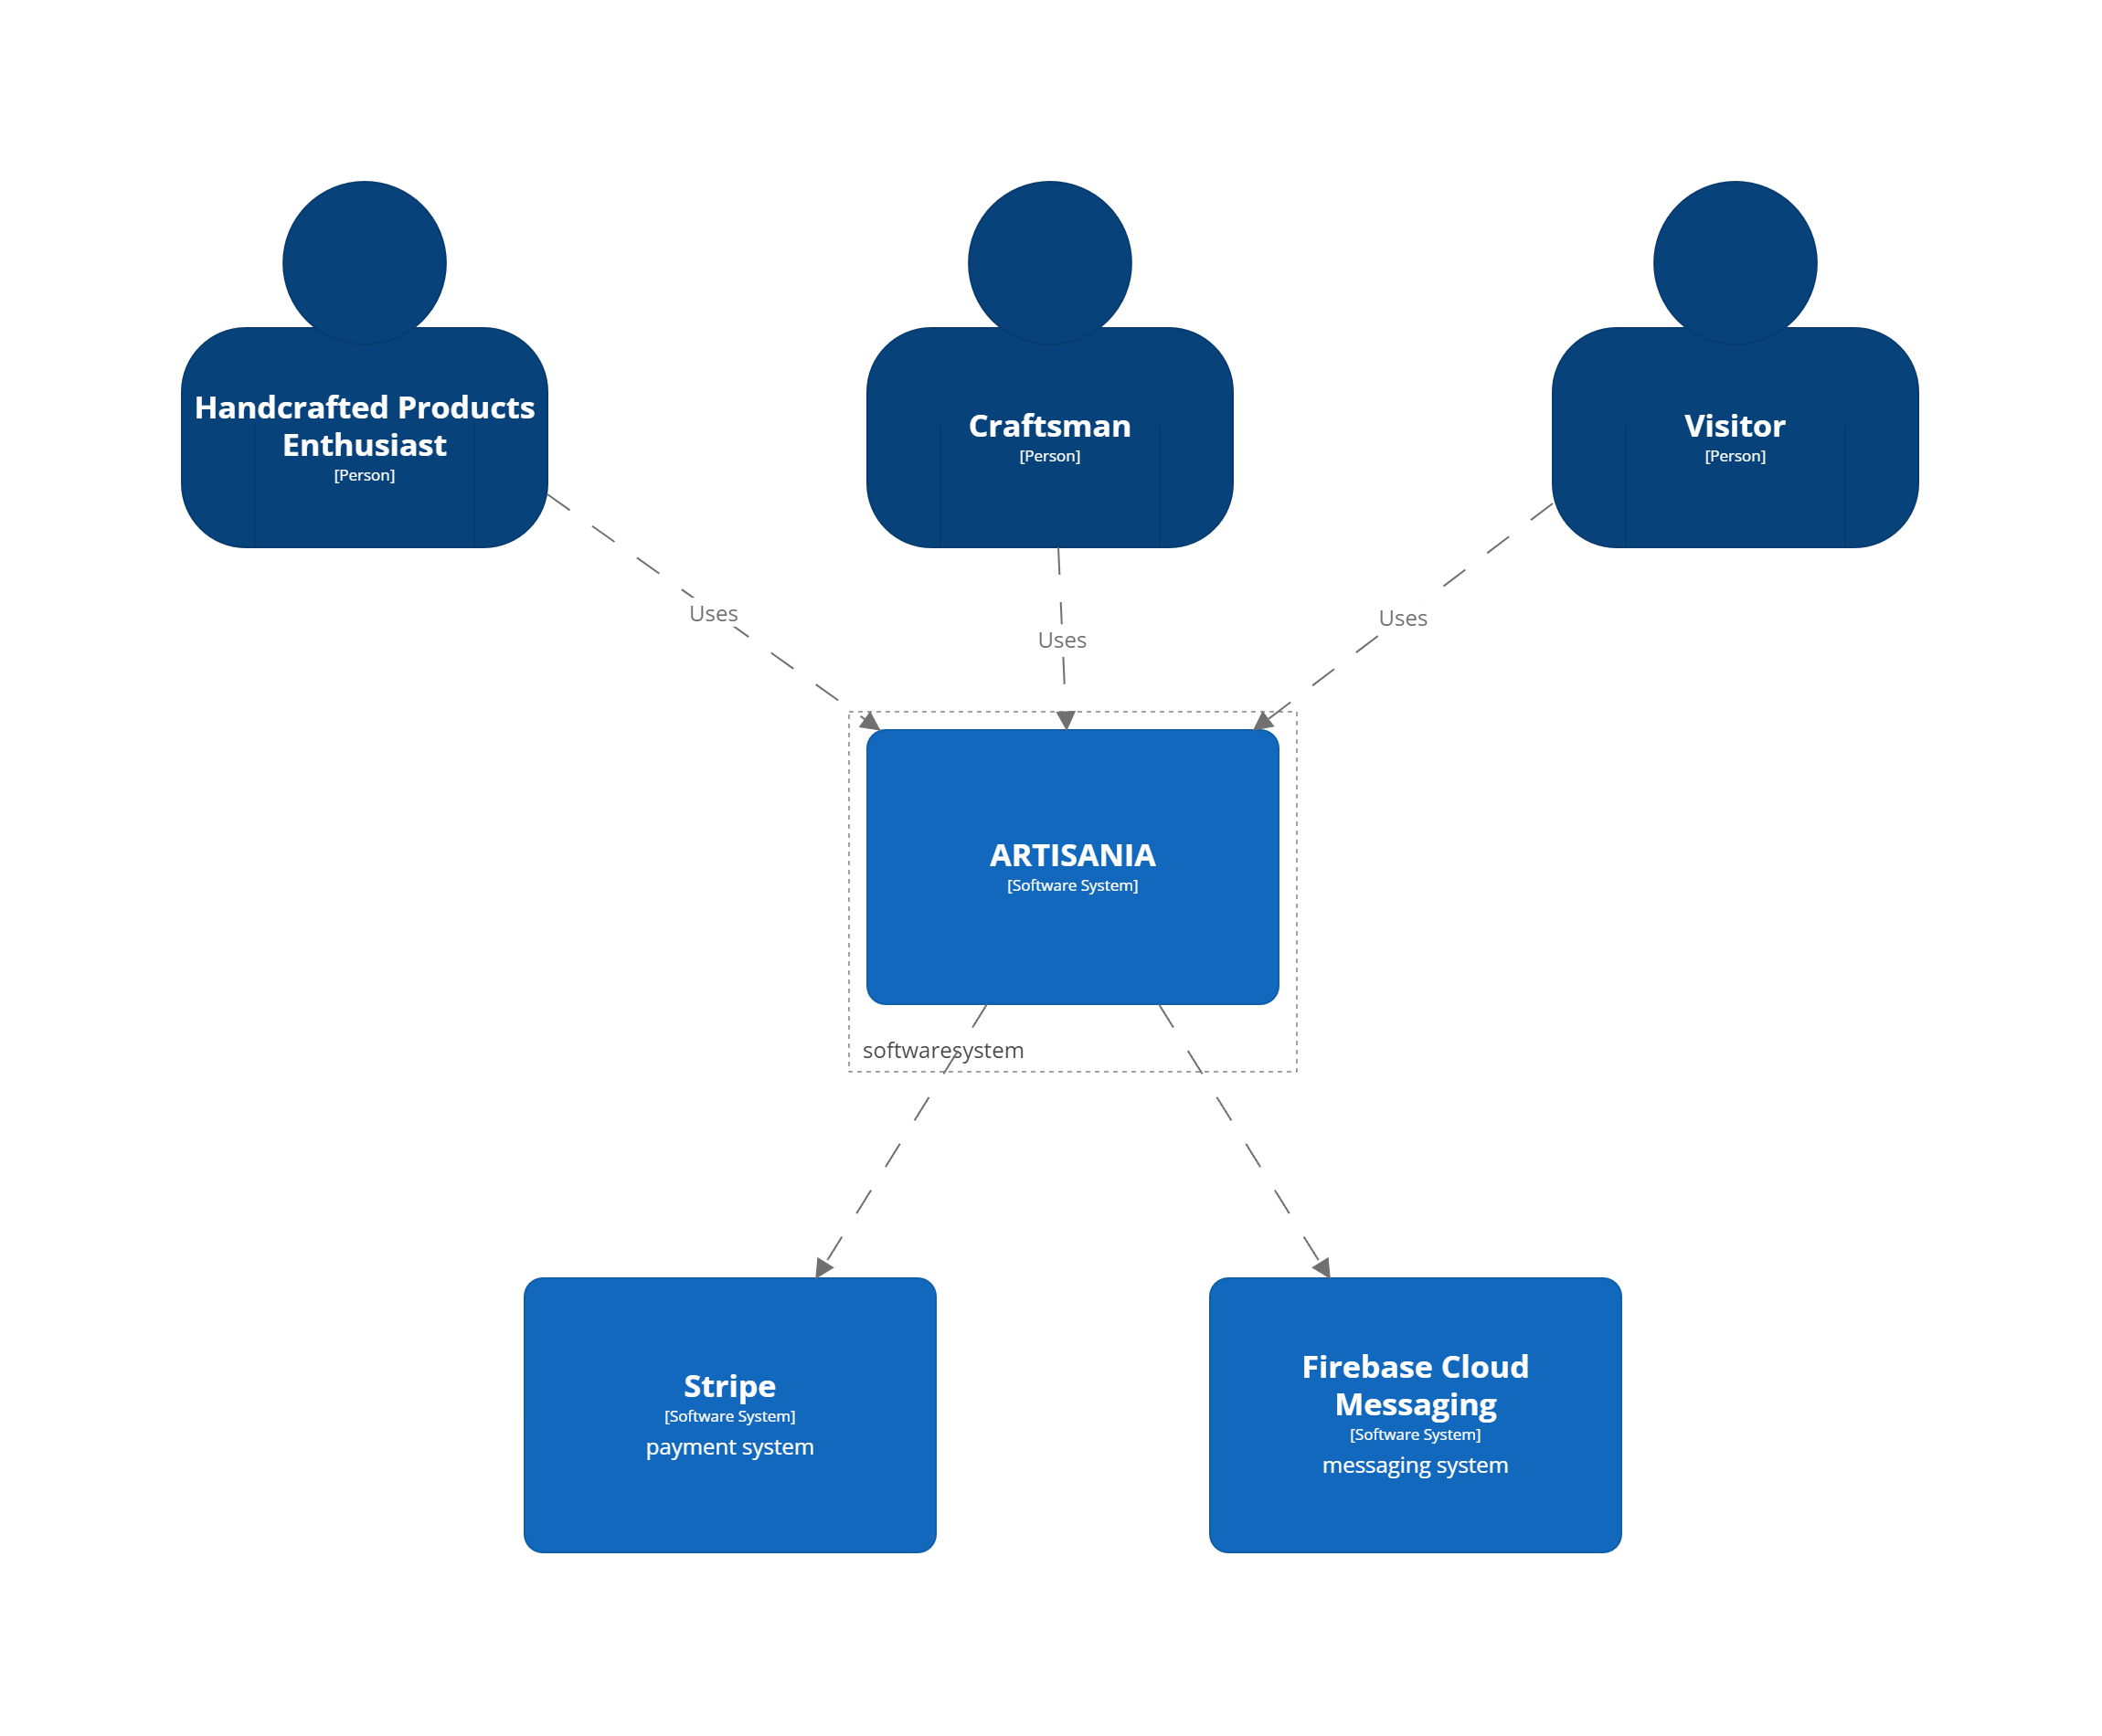 Handcrafted Products
Enthusiast
[Person]
Craftsman
[Person]
Visitor
[Person]
Uses
Uses
Uses
ARTISANIA
[Software System]
softwaresystem
Stripe
[Software System]
payment system
Firebase Cloud
Messaging
[Software System]
messaging system